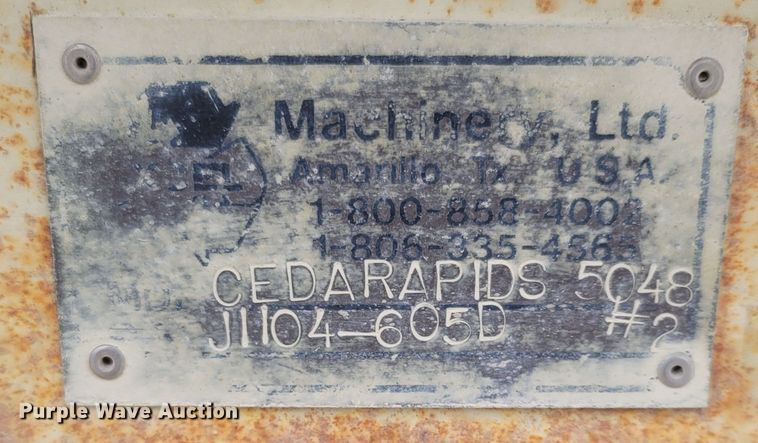 Machinery, Ltd.
Amarillo, Tx U S A
1-800-858-4002
1-806-335-4565
CEDARAPIDS 5048
J1104-605D #2
Purple Wave Auction